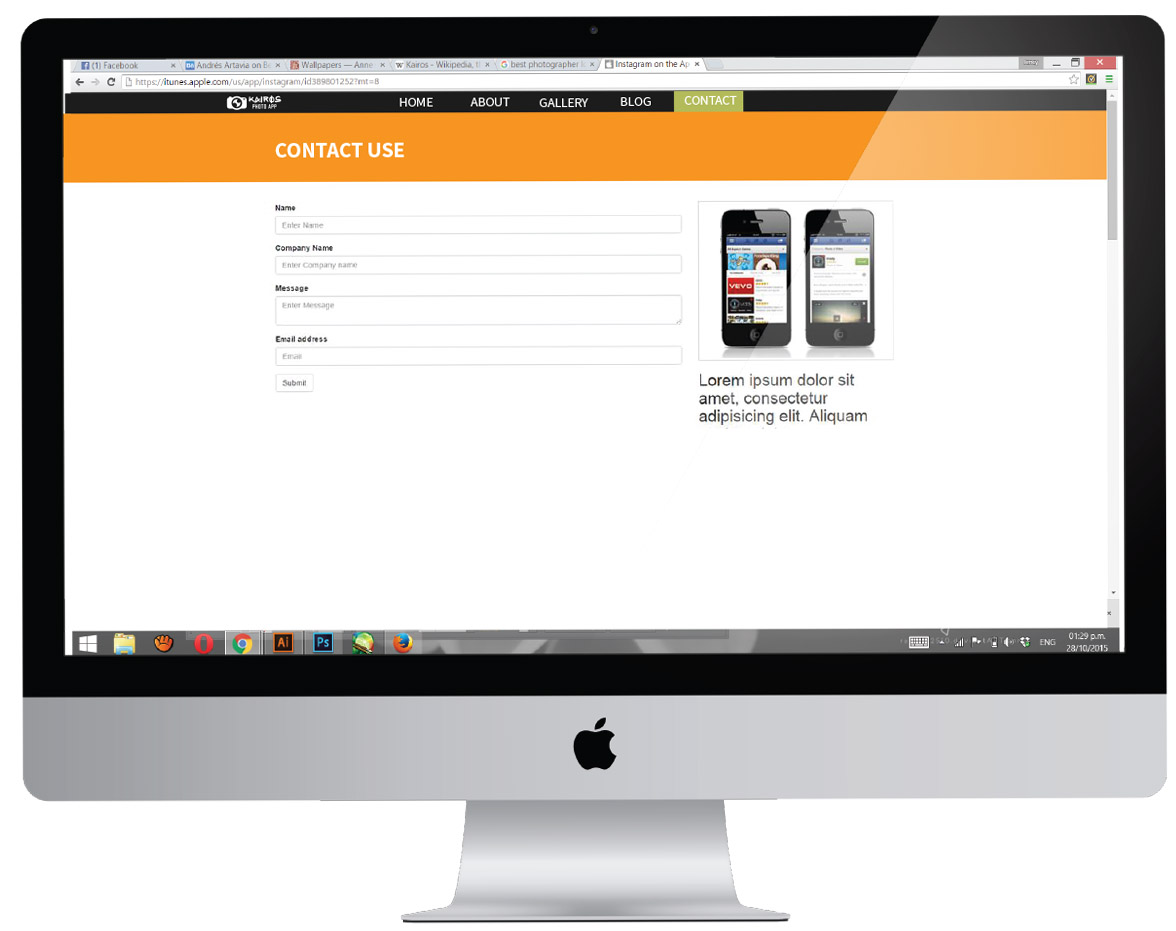 (1) Facebook
Andrés Artavia on Be
Wallpapers — Anne
Kairos - Wikipedia, tl
best photographer l
Instagram on the Ap
https://itunes.apple.com/us/app/instagram/id389801252?mt=8
KAIROS
PHOTO APP
HOME
ABOUT
GALLERY
BLOG
CONTACT
CONTACT USE
Name
Enter Name
Company Name
Enter Company name
Message
Enter Message
Email address
Email
Submit
VEVO
Lorem ipsum dolor sit
amet, consectetur
adipisicing elit. Aliquam
Ai
Ps
ENG
01:29 p.m.
28/10/2015